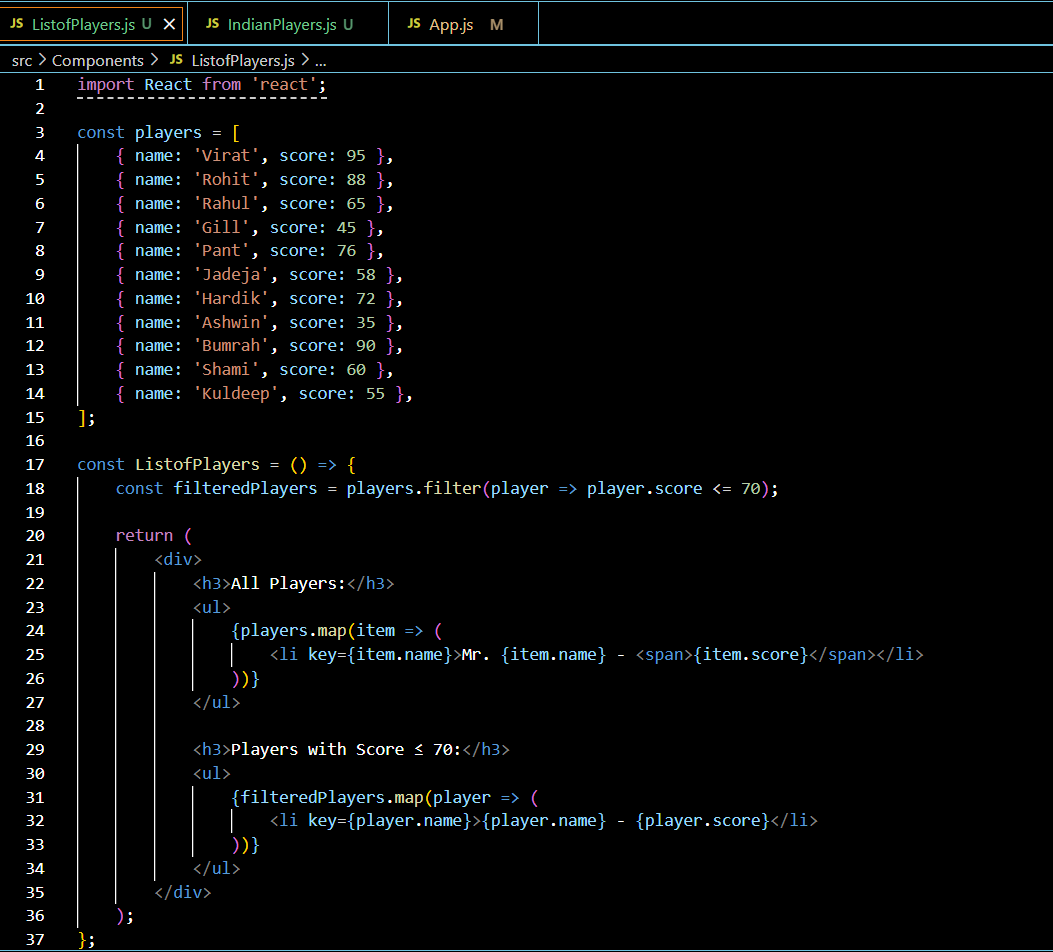 JS ListofPlayers.js U × JS IndianPlayers.js U JS App.js M
src > Components > JS ListofPlayers.js > ...
1 import React from 'react';
2
3 const players = [
4     { name: 'Virat', score: 95 },
5     { name: 'Rohit', score: 88 },
6     { name: 'Rahul', score: 65 },
7     { name: 'Gill', score: 45 },
8     { name: 'Pant', score: 76 },
9     { name: 'Jadeja', score: 58 },
10     { name: 'Hardik', score: 72 },
11     { name: 'Ashwin', score: 35 },
12     { name: 'Bumrah', score: 90 },
13     { name: 'Shami', score: 60 },
14     { name: 'Kuldeep', score: 55 },
15 ];
16
17 const ListofPlayers = () => {
18     const filteredPlayers = players.filter(player => player.score <= 70);
19
20     return (
21         <div>
22             <h3>All Players:</h3>
23             <ul>
24                 {players.map(item => (
25                     <li key={item.name}>Mr. {item.name} - <span>{item.score}</span></li>
26                 ))}
27             </ul>
28
29             <h3>Players with Score ≤ 70:</h3>
30             <ul>
31                 {filteredPlayers.map(player => (
32                     <li key={player.name}>{player.name} - {player.score}</li>
33                 ))}
34             </ul>
35         </div>
36     );
37 };